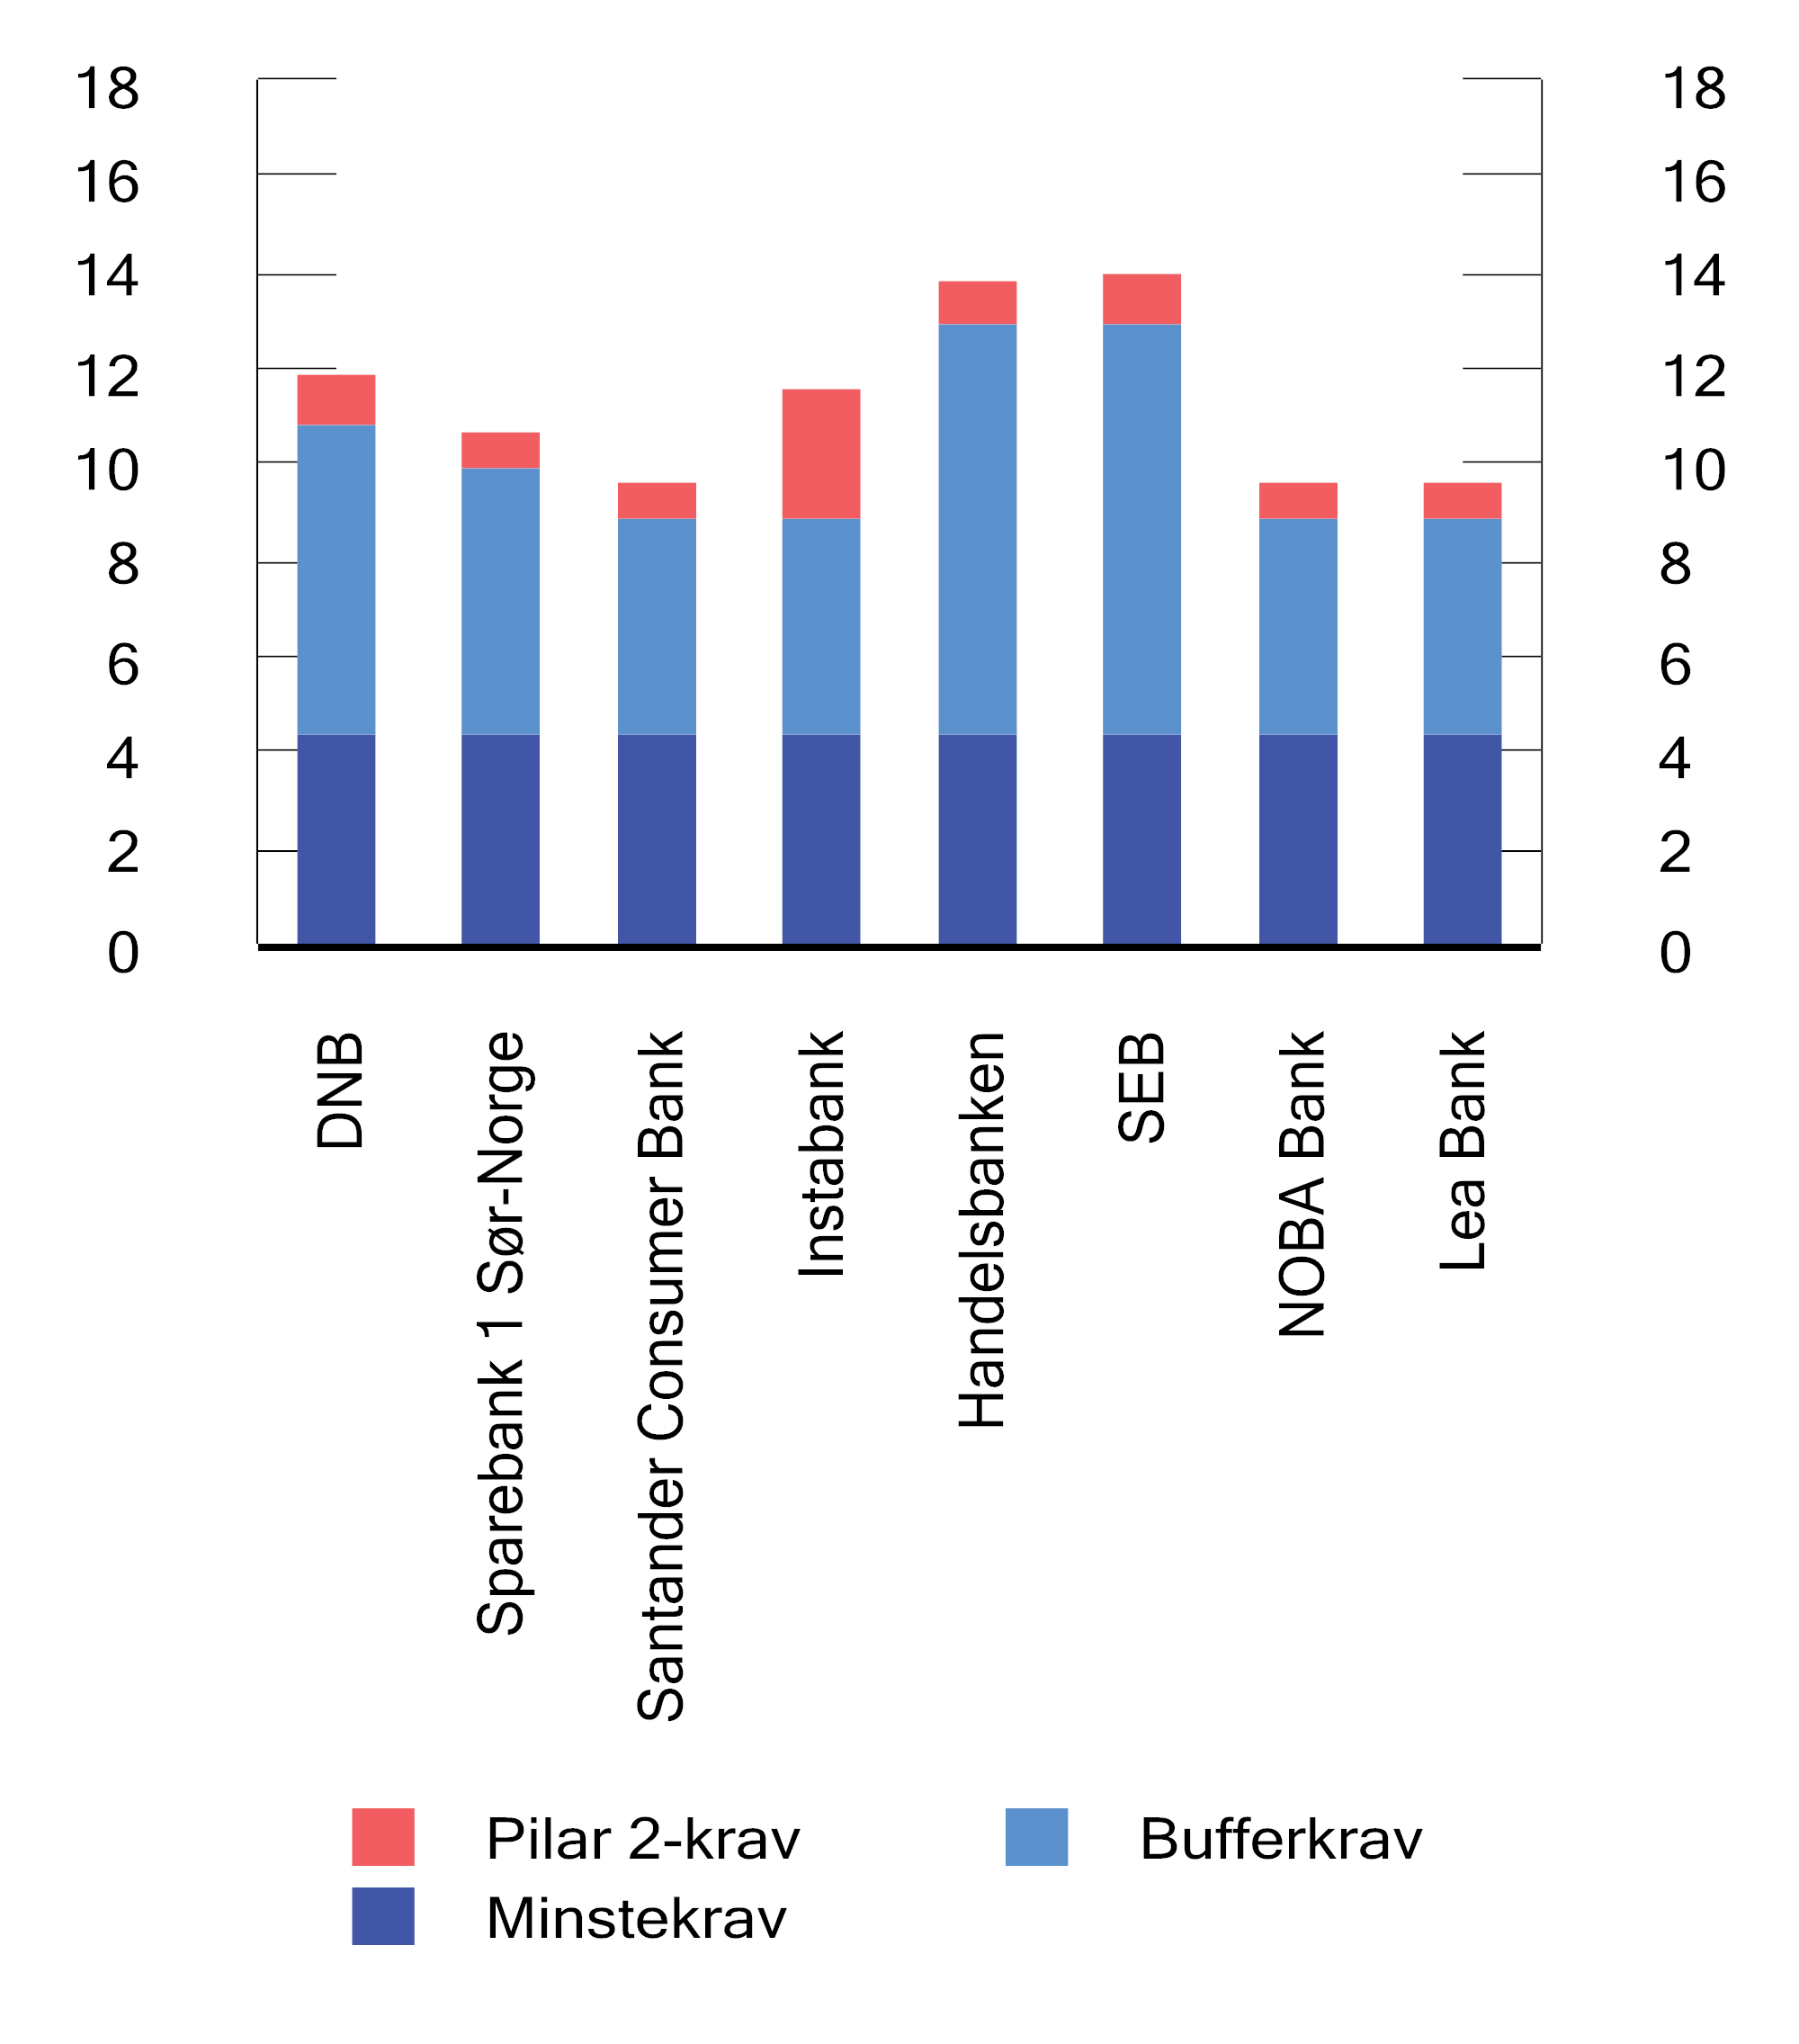 18 18
16 16
14 14
12 12
10 10
8 8
6 6
4 4
2 2
0 0
DNB
Sparebank 1 Sør-Norge
Santander Consumer Bank
Instabank
Handelsbanken
SEB
NOBA Bank
Lea Bank
Pilar 2-krav Bufferkrav
Minstekrav